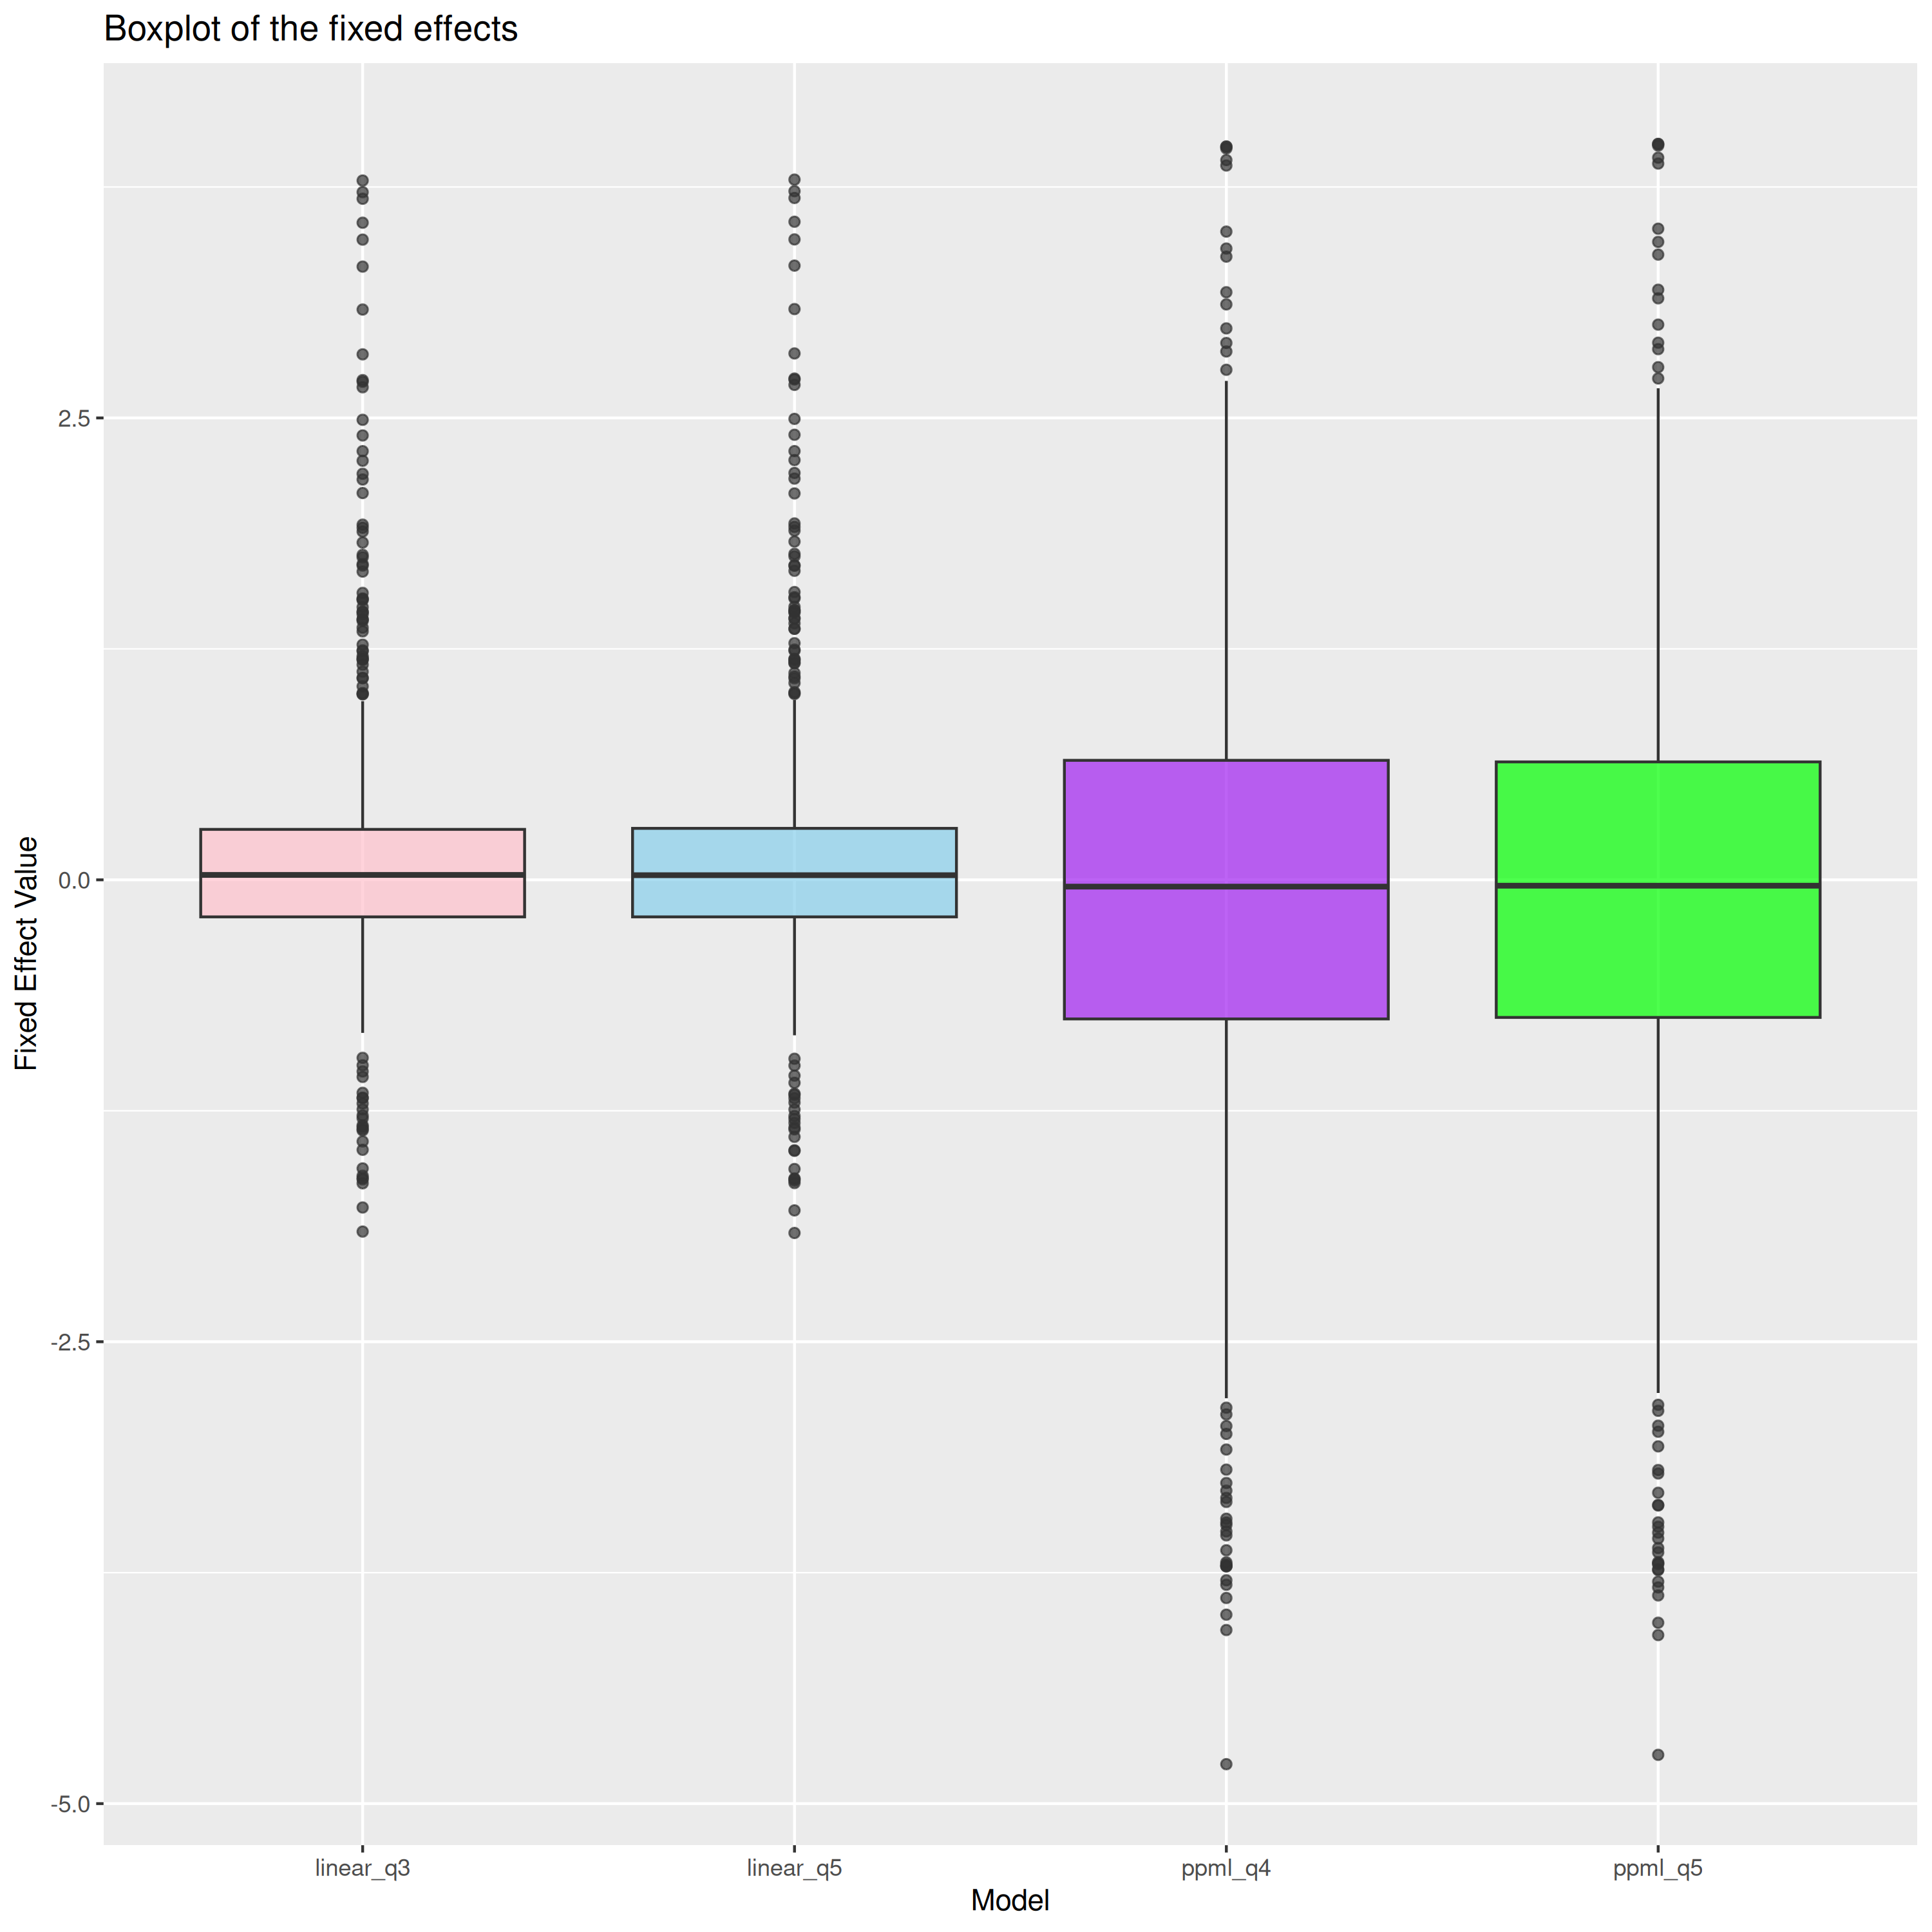 Boxplot of the fixed effects
Fixed Effect Value
2.5
0.0
-2.5
-5.0
linear_q3
linear_q5
ppml_q4
ppml_q5
Model